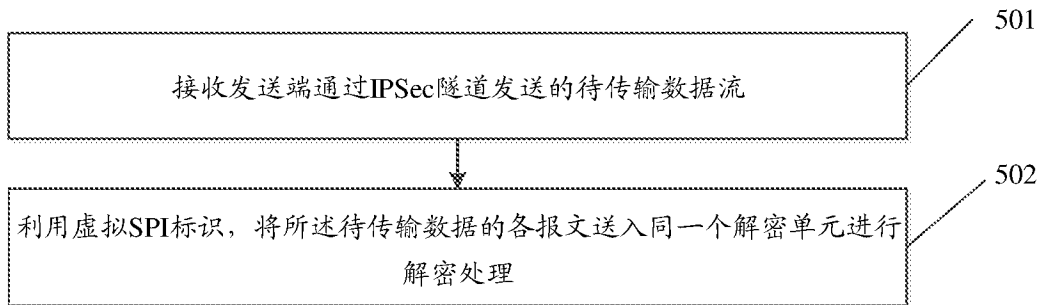 501
接收发送端通过IPSec隧道发送的待传输数据流
502
利用虚拟SPI标识，将所述待传输数据的各报文送入同一个解密单元进行
解密处理